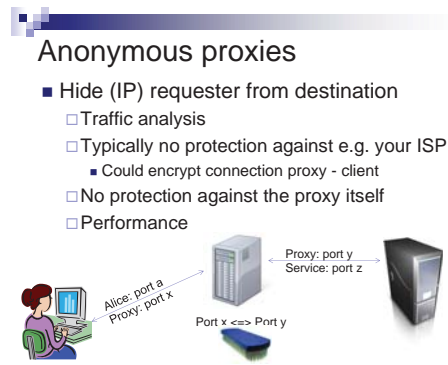 Anonymous proxies
Hide (IP) requester from destination
Traffic analysis
Typically no protection against e.g. your ISP
Could encrypt connection proxy - client
No protection against the proxy itself
Performance
Proxy: port y
Service: port z
Alice: port a
Proxy: port x
Port x <=> Port y